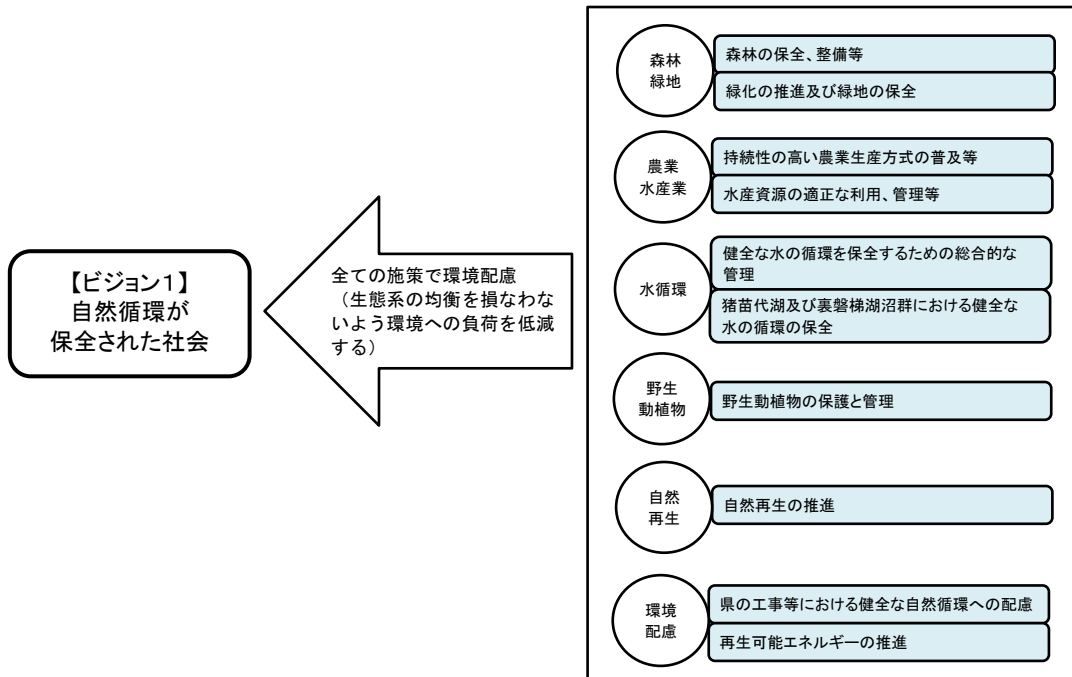 【ビジョン１】
自然循環が
保全された社会
全ての施策で環境配慮
（生態系の均衡を損なわな
いよう環境への負荷を低減
する）
森林
緑地
森林の保全、整備等
緑化の推進及び緑地の保全
農業
水産業
持続性の高い農業生産方式の普及等
水産資源の適正な利用、管理等
水循環
健全な水の循環を保全するための総合的な
管理
猪苗代湖及び裏磐梯湖沼群における健全な
水の循環の保全
野生
動植物
野生動植物の保護と管理
自然
再生
自然再生の推進
環境
配慮
県の工事等における健全な自然循環への配慮
再生可能エネルギーの推進